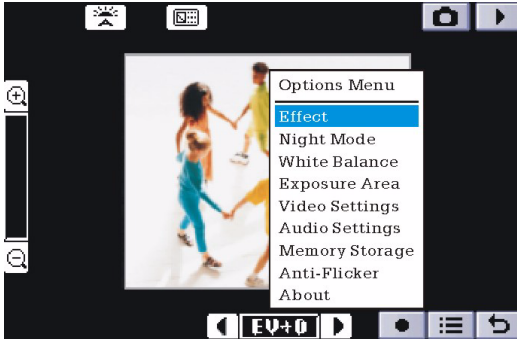 Options Menu
Effect
Night Mode
White Balance
Exposure Area
Video Settings
Audio Settings
Memory Storage
Anti-Flicker
About
EV+0